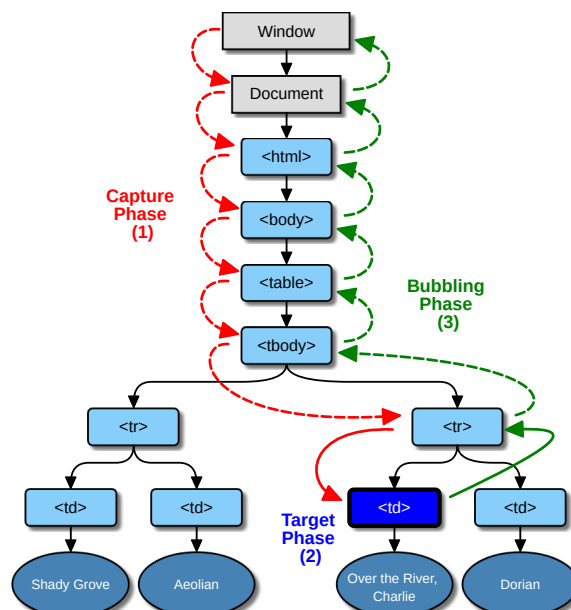 Window
Document
<html>
Capture
Phase
(1)
<body>
<table>
Bubbling
Phase
(3)
<tbody>
<tr>
<tr>
<td>
<td>
Target
Phase
(2)
<td>
<td>
Shady Grove
Aeolian
Over the River,
Charlie
Dorian